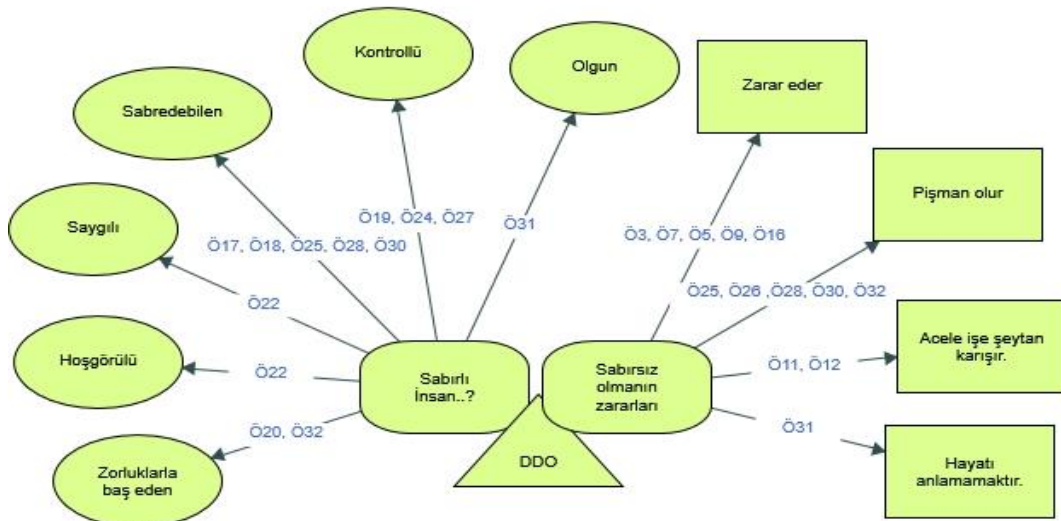 Kontrollü
Olgun
Zarar eder
Sabredebilen
Pişman olur
Saygılı
Ö19, Ö24, Ö27
Ö31
Ö3, Ö7, Ö5, Ö9, Ö16
Ö17, Ö18, Ö25, Ö28, Ö30
Ö25, Ö26 ,Ö28, Ö30, Ö32
Ö22
Acele işe şeytan
karışır.
Hoşgörülü
Ö22
Sabırlı
İnsan..?
Sabırsız
olmanın
zararları
Ö11, Ö12
Ö20, Ö32
Ö31
Zorluklarla
baş eden
DDO
Hayatı
anlamamaktır.